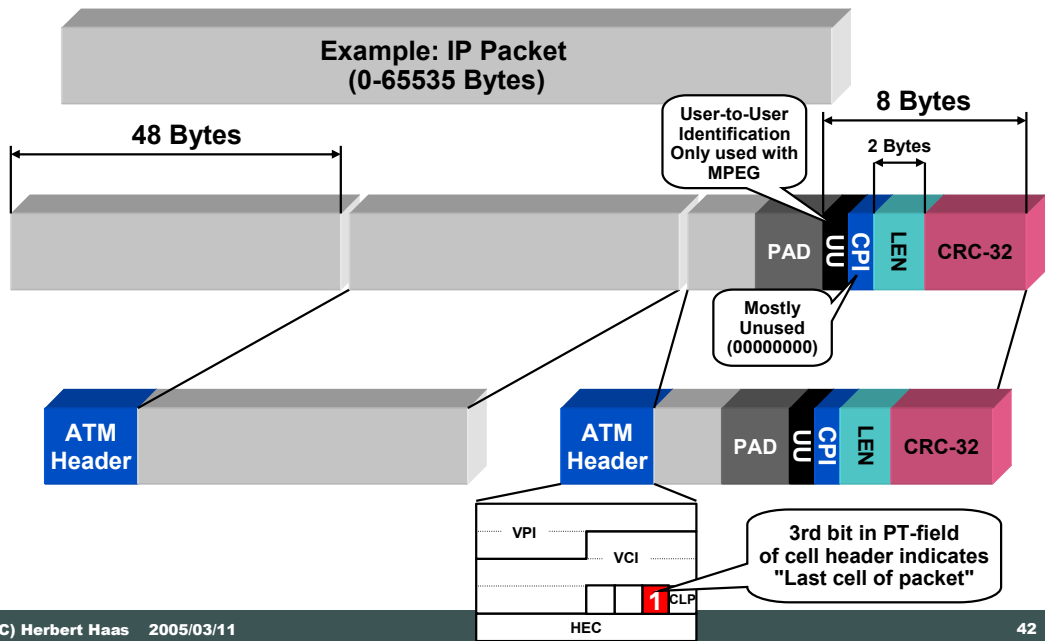 Example: IP Packet
(0-65535 Bytes)
48 Bytes
User-to-User
Identification
Only used with
MPEG
8 Bytes
2 Bytes
PAD
UU
CPI
LEN
CRC-32
Mostly
Unused
(00000000)
ATM
Header
ATM
Header
PAD
UU
CPI
LEN
CRC-32
VPI
VCI
1
CLP
HEC
3rd bit in PT-field
of cell header indicates
"Last cell of packet"
C) Herbert Haas 2005/03/11
42